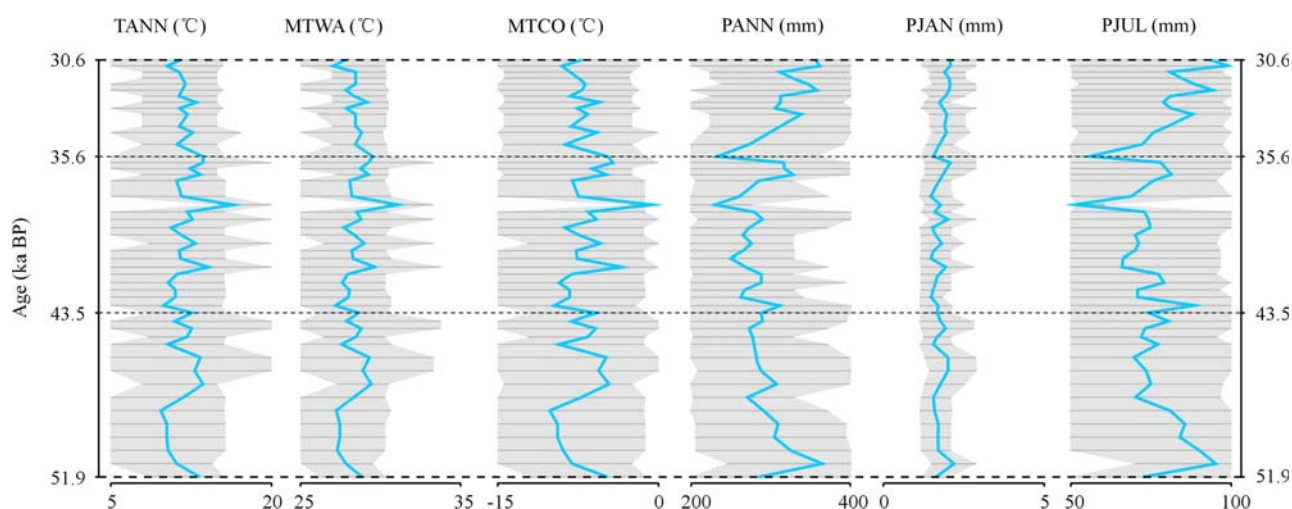 TANN (℃) MTWA (℃) MTCO (℃) PANN (mm) PJAN (mm) PJUL (mm)
30.6 30.6
35.6 35.6
Age (ka BP)
43.5 43.5
51.9 51.9
5 20 25 35 -15 0 200 400 0 5 50 100